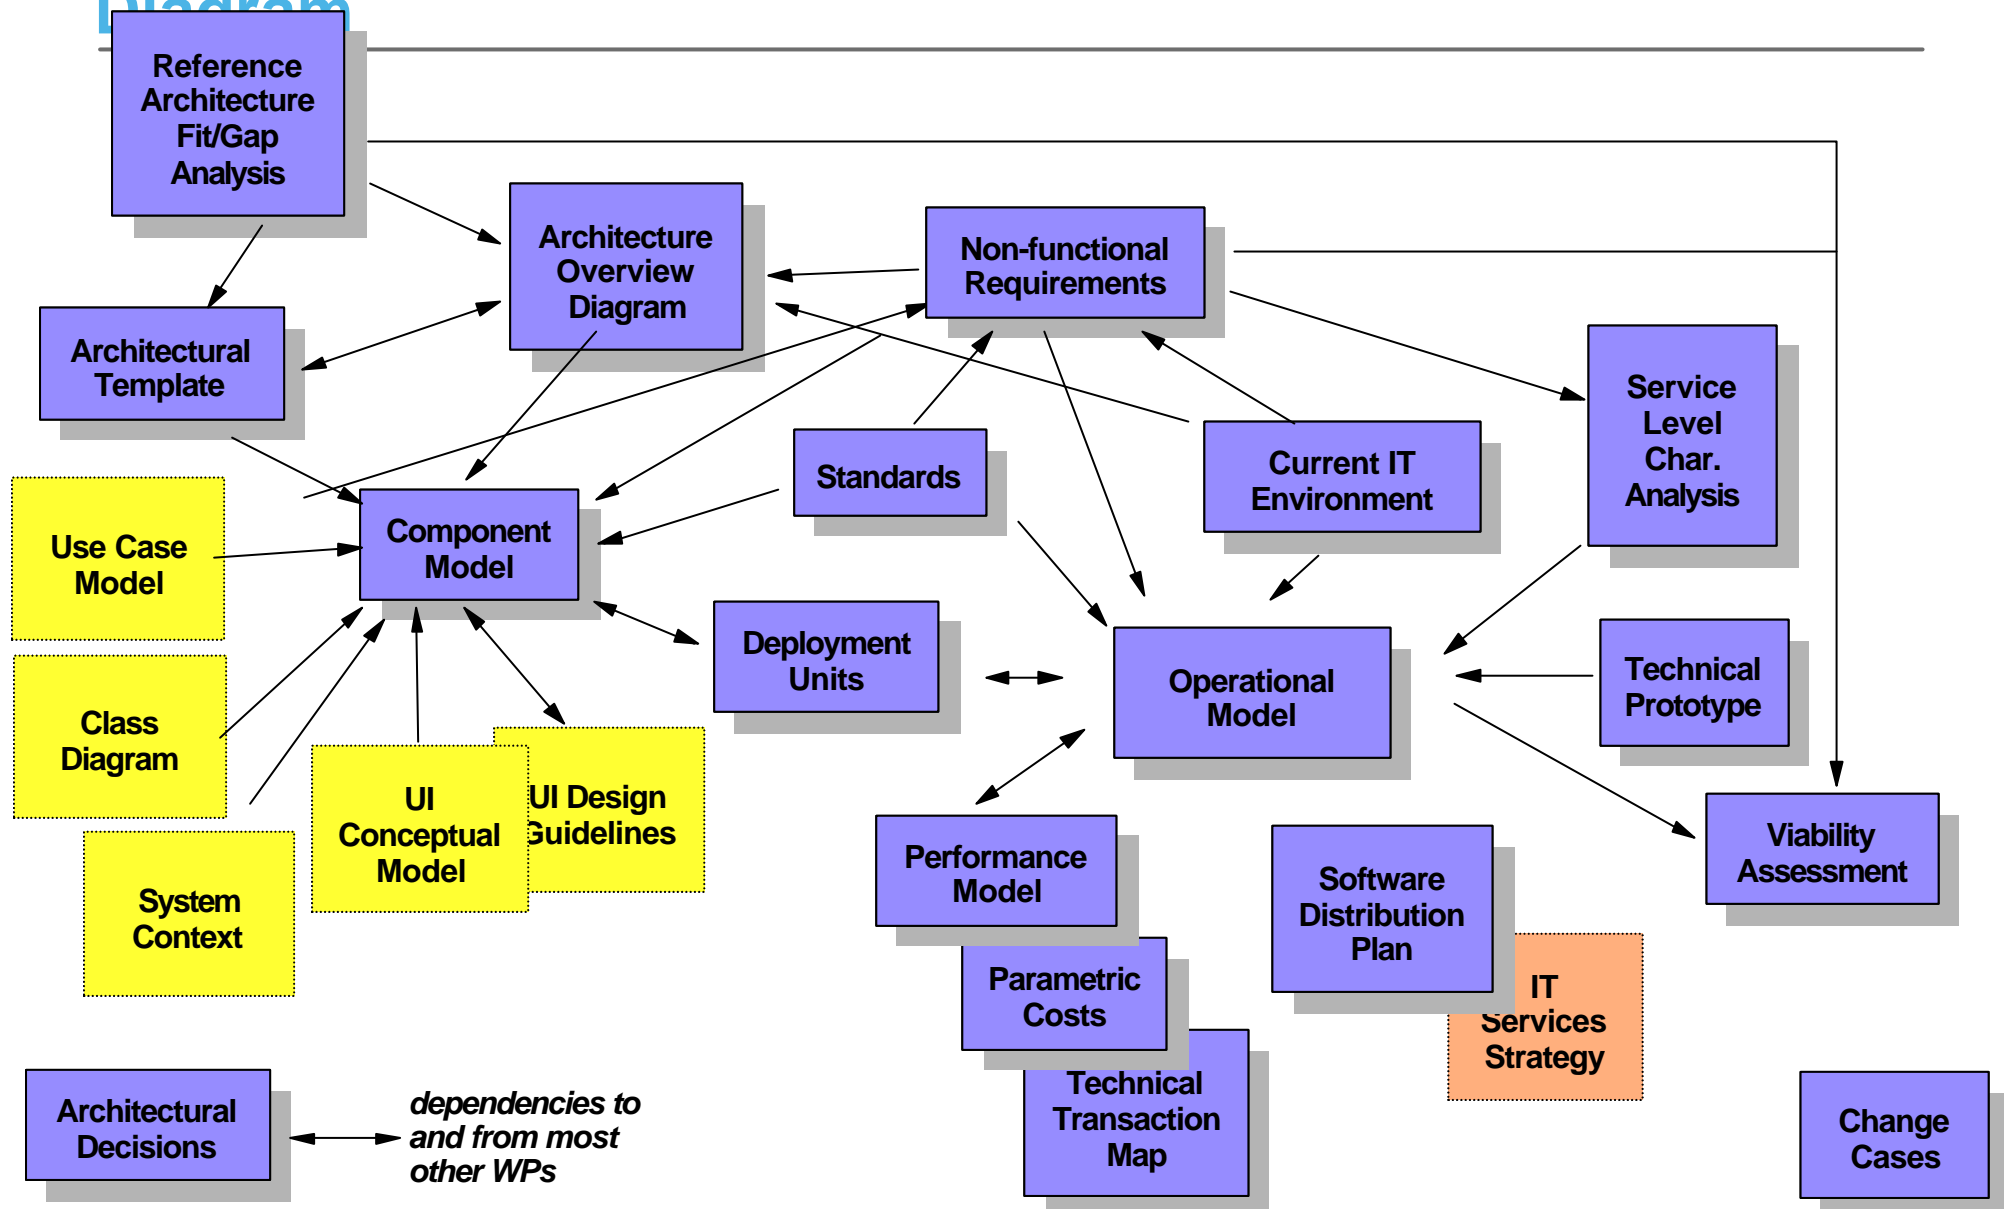 Diagram
Reference
Architecture
Fit/Gap
Analysis
Architecture
Overview
Diagram
Non-functional
Requirements
Architectural
Template
Service
Level
Char.
Analysis
Standards
Current IT
Environment
Use Case
Model
Component
Model
Deployment
Units
Operational
Model
Technical
Prototype
Class
Diagram
UI
Conceptual
Model
UI Design
Guidelines
System
Context
Performance
Model
Software
Distribution
Plan
Viability
Assessment
Parametric
Costs
IT
Services
Strategy
Technical
Transaction
Map
Architectural
Decisions
dependencies to
and from most
other WPs
Change
Cases